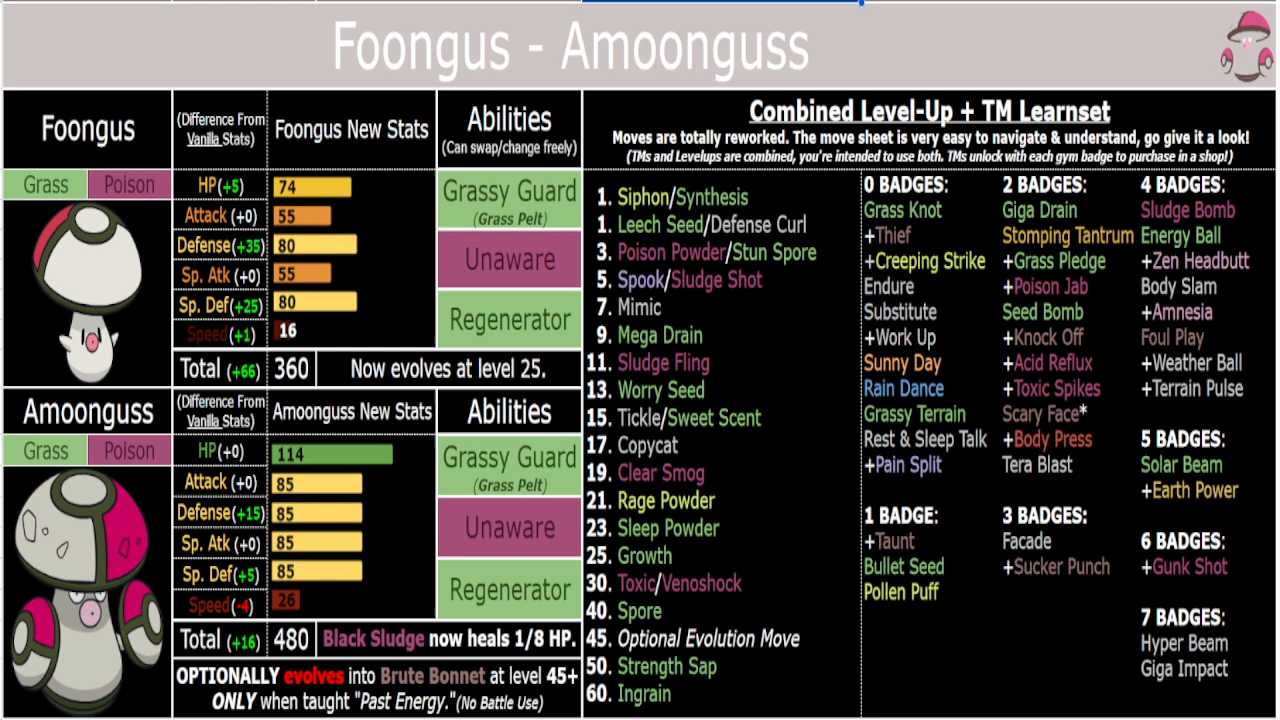 Foongus - Amoonguss
Foongus
(Difference From
Vanilla Stats)
Foongus New Stats
Abilities
(Can swap/change freely)
Grass
Poison
HP(+5)
74
Attack (+0)
55
Defense(+35)
80
Sp. Atk (+0)
55
Sp. Def(+25)
80
Speed(+1)
16
Total (+66)
360
Now evolves at level 25.
Grassy Guard
(Grass Pelt)
Unaware
Regenerator
Amoonguss
(Difference From
Vanilla Stats)
Amoonguss New Stats
Abilities
Grass
Poison
HP(+0)
114
Attack (+0)
85
Defense(+15)
85
Sp. Atk (+0)
85
Sp. Def(+5)
85
Speed(-4)
26
Total (+16)
480
Black Sludge now heals 1/8 HP.
Grassy Guard
(Grass Pelt)
Unaware
Regenerator
OPTIONALLY evolves into Brute Bonnet at level 45+
ONLY when taught "Past Energy."(No Battle Use)
Combined Level-Up + TM Learnset
Moves are totally reworked. The move sheet is very easy to navigate & understand, go give it a look!
(TMs and Levelups are combined, you're intended to use both. TMs unlock with each gym badge to purchase in a shop!)
1. Siphon/Synthesis
1. Leech Seed/Defense Curl
3. Poison Powder/Stun Spore
5. Spook/Sludge Shot
7. Mimic
9. Mega Drain
11. Sludge Fling
13. Worry Seed
15. Tickle/Sweet Scent
17. Copycat
19. Clear Smog
21. Rage Powder
23. Sleep Powder
25. Growth
30. Toxic/Venoshock
40. Spore
45. Optional Evolution Move
50. Strength Sap
60. Ingrain
0 BADGES:
Grass Knot
+Thief
+Creeping Strike
Endure
Substitute
+Work Up
Sunny Day
Rain Dance
Grassy Terrain
Rest & Sleep Talk
+Pain Split
1 BADGE:
+Taunt
Bullet Seed
Pollen Puff
2 BADGES:
Giga Drain
Stomping Tantrum
+Grass Pledge
+Poison Jab
Seed Bomb
+Knock Off
+Acid Reflux
+Toxic Spikes
Scary Face*
+Body Press
Tera Blast
3 BADGES:
Facade
+Sucker Punch
4 BADGES:
Sludge Bomb
Energy Ball
+Zen Headbutt
Body Slam
+Amnesia
Foul Play
+Weather Ball
+Terrain Pulse
5 BADGES:
Solar Beam
+Earth Power
6 BADGES:
+Gunk Shot
7 BADGES:
Hyper Beam
Giga Impact